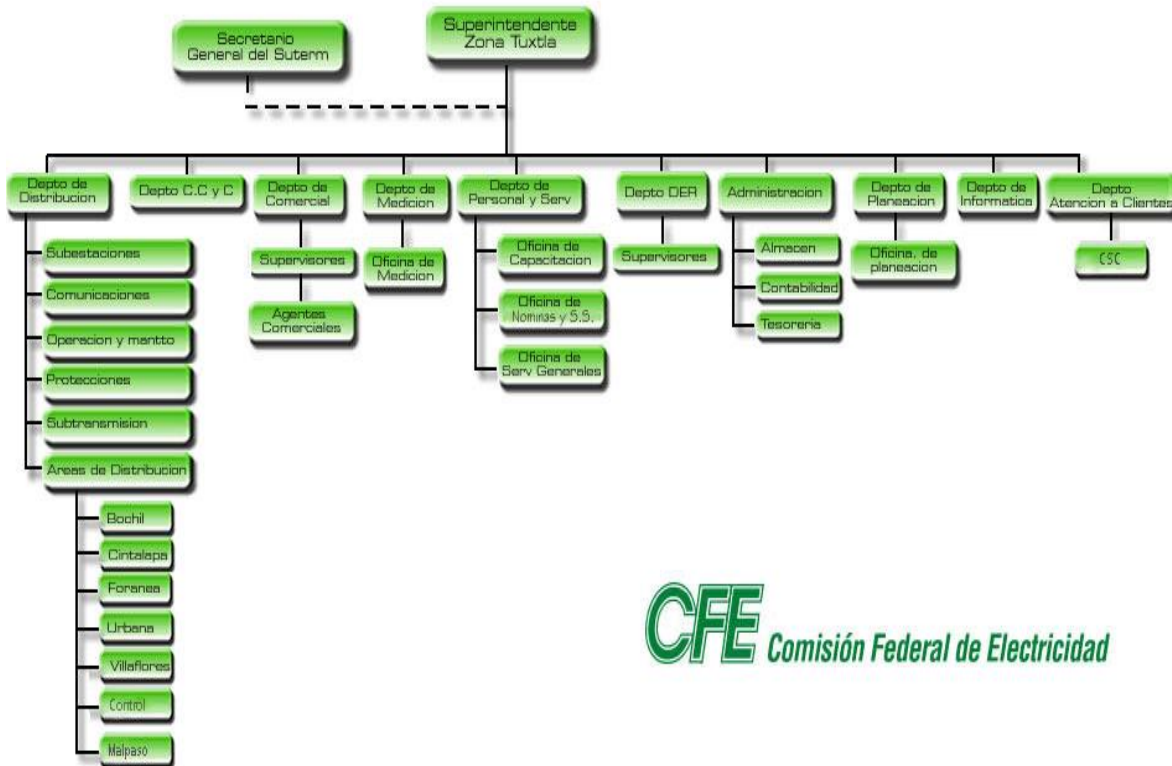 Secretario
General del Suterm
Superintendente
Zona Tuxtla
Depto de
Distribucion
Depto C.C y C
Depto de
Comercial
Depto de
Medicion
Depto de
Personal y Serv
Depto DER
Administracion
Depto de
Planeacion
Depto de
Informatica
Depto
Atencion a Clientes
Subestaciones
Comunicaciones
Operacion y mantto
Protecciones
Subtransmision
Areas de Distribucion
Bochil
Cintalapa
Foranea
Urbana
Villaflores
Control
Malpaso
Supervisores
Agentes
Comerciales
Oficina de
Medicion
Oficina de
Capacitacion
Oficina de
Nominas y S.S.
Oficina de
Serv Generales
Supervisores
Almacen
Contabilidad
Tesoreria
Oficina. de
planeacion
CSC
CFE Comisión Federal de Electricidad